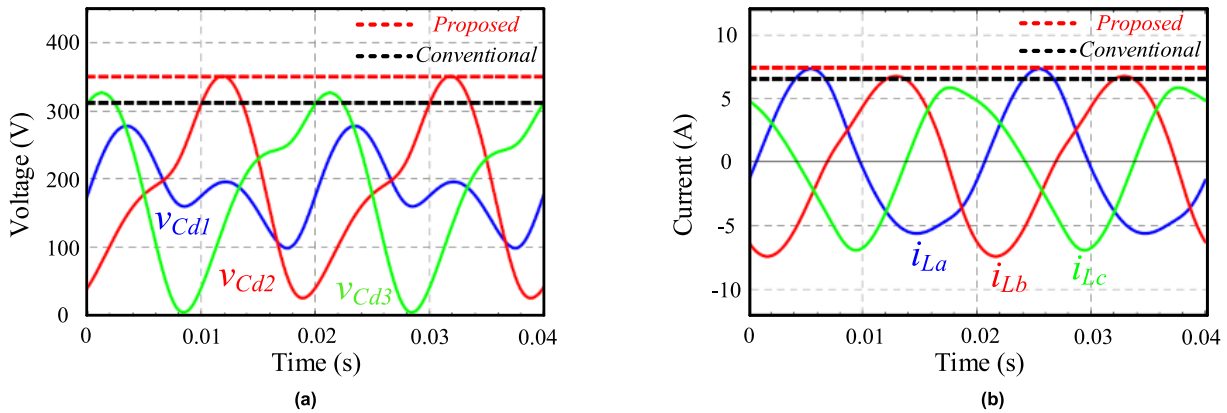 Proposed
Conventional
400
300
200
100
0
Voltage (V)
vCd1
vCd2
vCd3
0
0.01
0.02
0.03
0.04
Time (s)
(a)
Proposed
Conventional
10
5
0
-5
-10
Current (A)
iLa
iLb
iLc
0
0.01
0.02
0.03
0.04
Time (s)
(b)